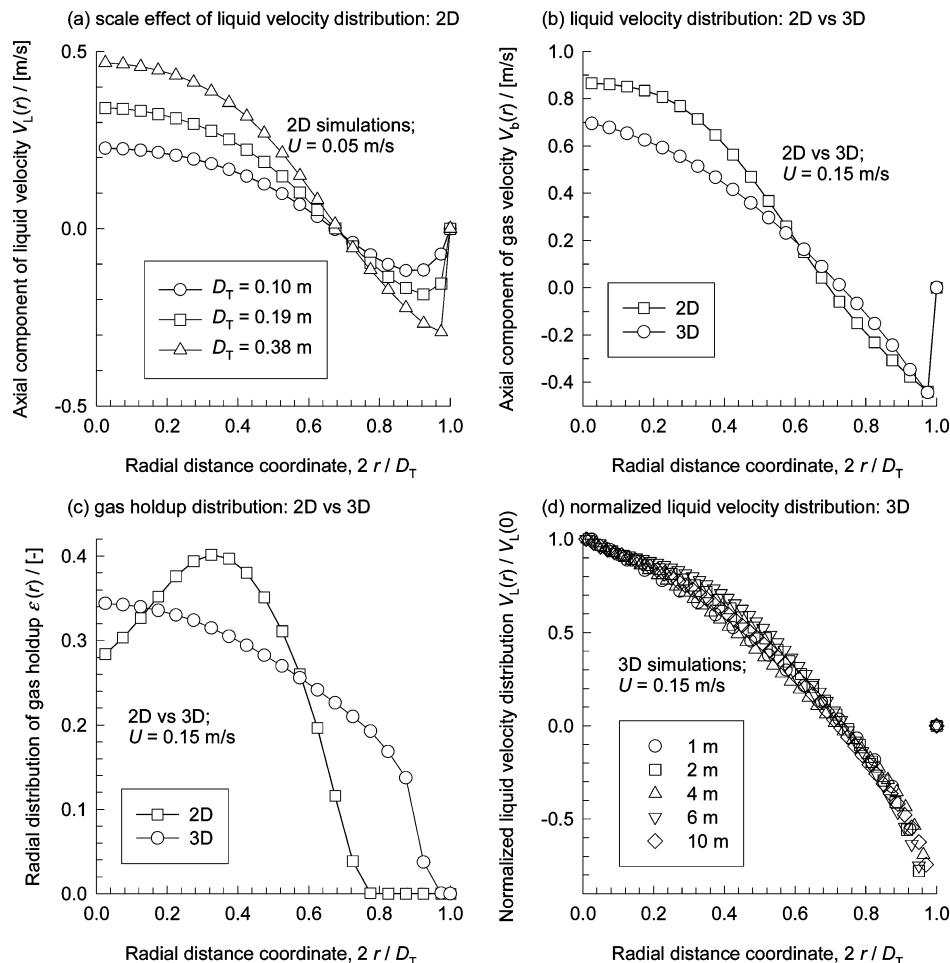 (a) scale effect of liquid velocity distribution: 2D
Axial component of liquid velocity V_L(r) / [m/s]
0.5
0.0
-0.5
2D simulations;
U = 0.05 m/s
D_T = 0.10 m
D_T = 0.19 m
D_T = 0.38 m
0.0 0.2 0.4 0.6 0.8 1.0
Radial distance coordinate, 2 r / D_T
(b) liquid velocity distribution: 2D vs 3D
Axial component of gas velocity V_b(r) / [m/s]
1.0
0.8
0.6
0.4
0.2
0.0
-0.2
-0.4
2D vs 3D;
U = 0.15 m/s
2D
3D
0.0 0.2 0.4 0.6 0.8 1.0
Radial distance coordinate, 2 r / D_T
(c) gas holdup distribution: 2D vs 3D
Radial distribution of gas holdup ε (r) / [-]
0.4
0.3
0.2
0.1
0.0
2D vs 3D;
U = 0.15 m/s
2D
3D
0.0 0.2 0.4 0.6 0.8 1.0
Radial distance coordinate, 2 r / D_T
(d) normalized liquid velocity distribution: 3D
Normalized liquid velocity distribution V_L(r) / V_L(0)
1.0
0.5
0.0
-0.5
3D simulations;
U = 0.15 m/s
1 m
2 m
4 m
6 m
10 m
0.0 0.2 0.4 0.6 0.8 1.0
Radial distance coordinate, 2 r / D_T